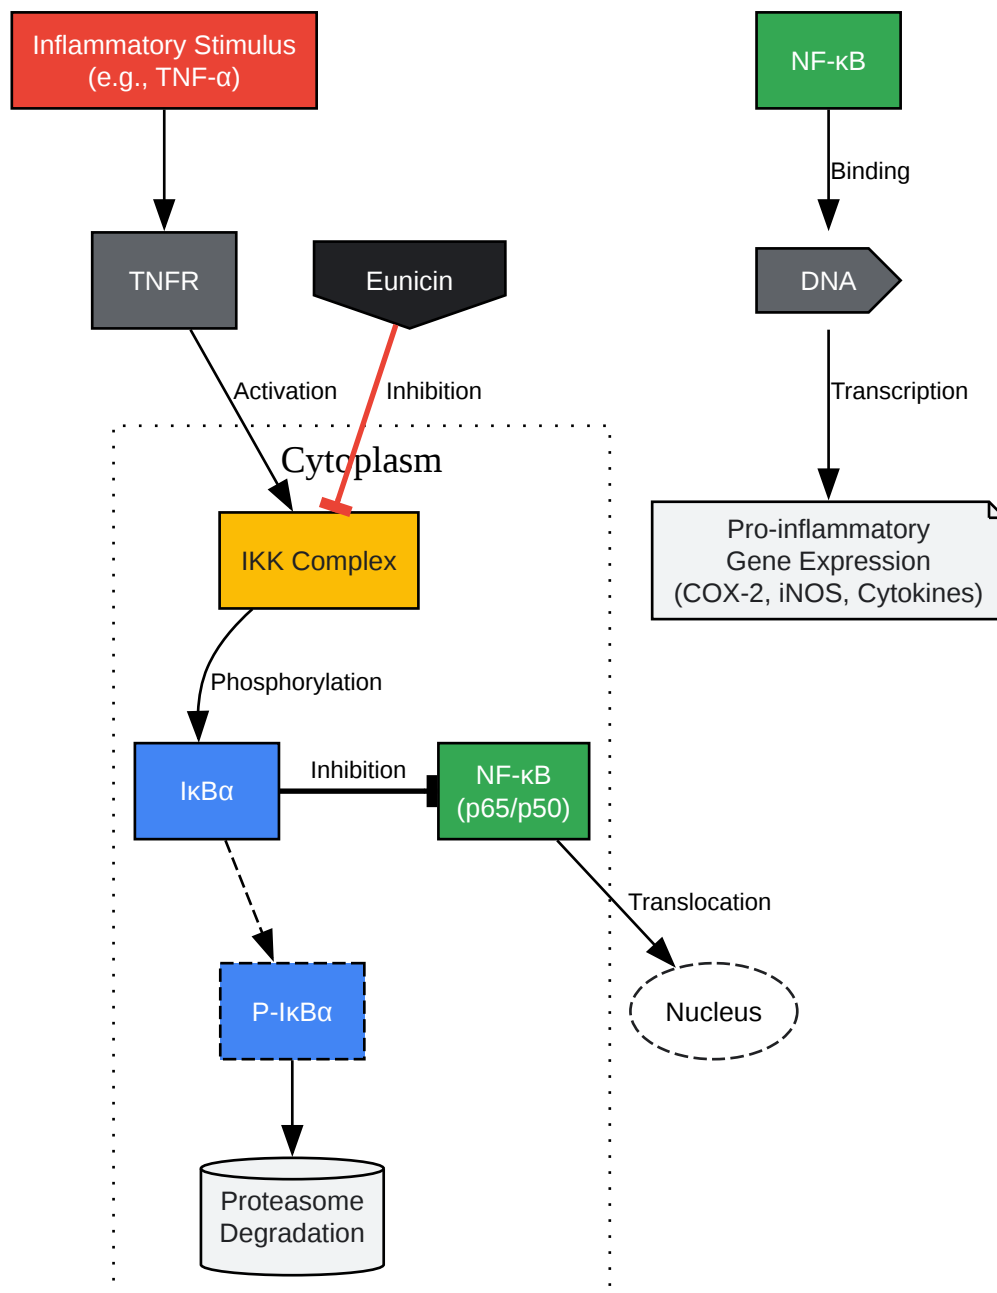 Inflammatory Stimulus
(e.g., TNF-α)
NF-κB
Binding
TNFR
Eunicin
DNA
Activation
Inhibition
Transcription
Cytoplasm
IKK Complex
Pro-inflammatory
Gene Expression
(COX-2, iNOS, Cytokines)
Phosphorylation
IκBα
Inhibition
NF-κB
(p65/p50)
Translocation
P-IκBα
Nucleus
Proteasome
Degradation